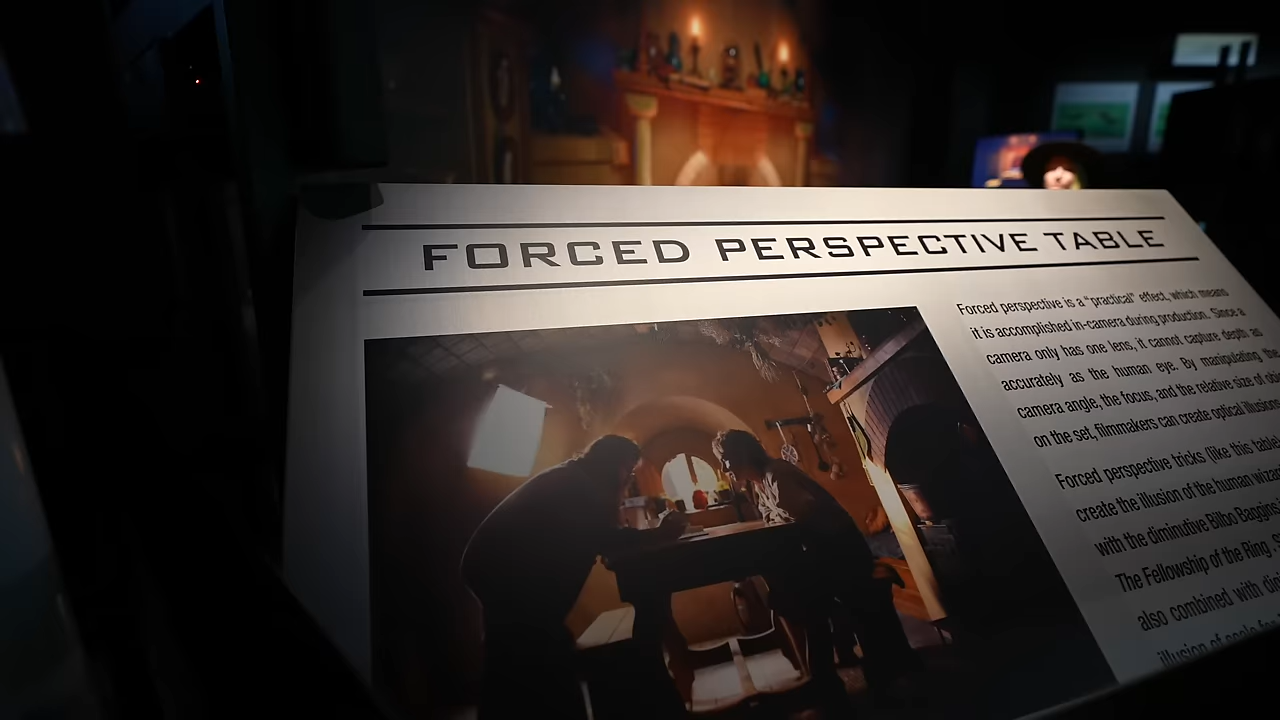 FORCED PERSPECTIVE TABLE
Forced perspective is a "practical" effect, which means
it is accomplished in-camera during production. Since a
camera only has one lens, it cannot capture depth as
accurately as the human eye. By manipulating the
camera angle, the focus, and the relative size of
on the set, filmmakers can create optical illusions
Forced perspective tricks (like this table
create the illusion of the human
with the diminutive Bilbo Baggins
The Fellowship of the Ring
also combined with
illusion of scale